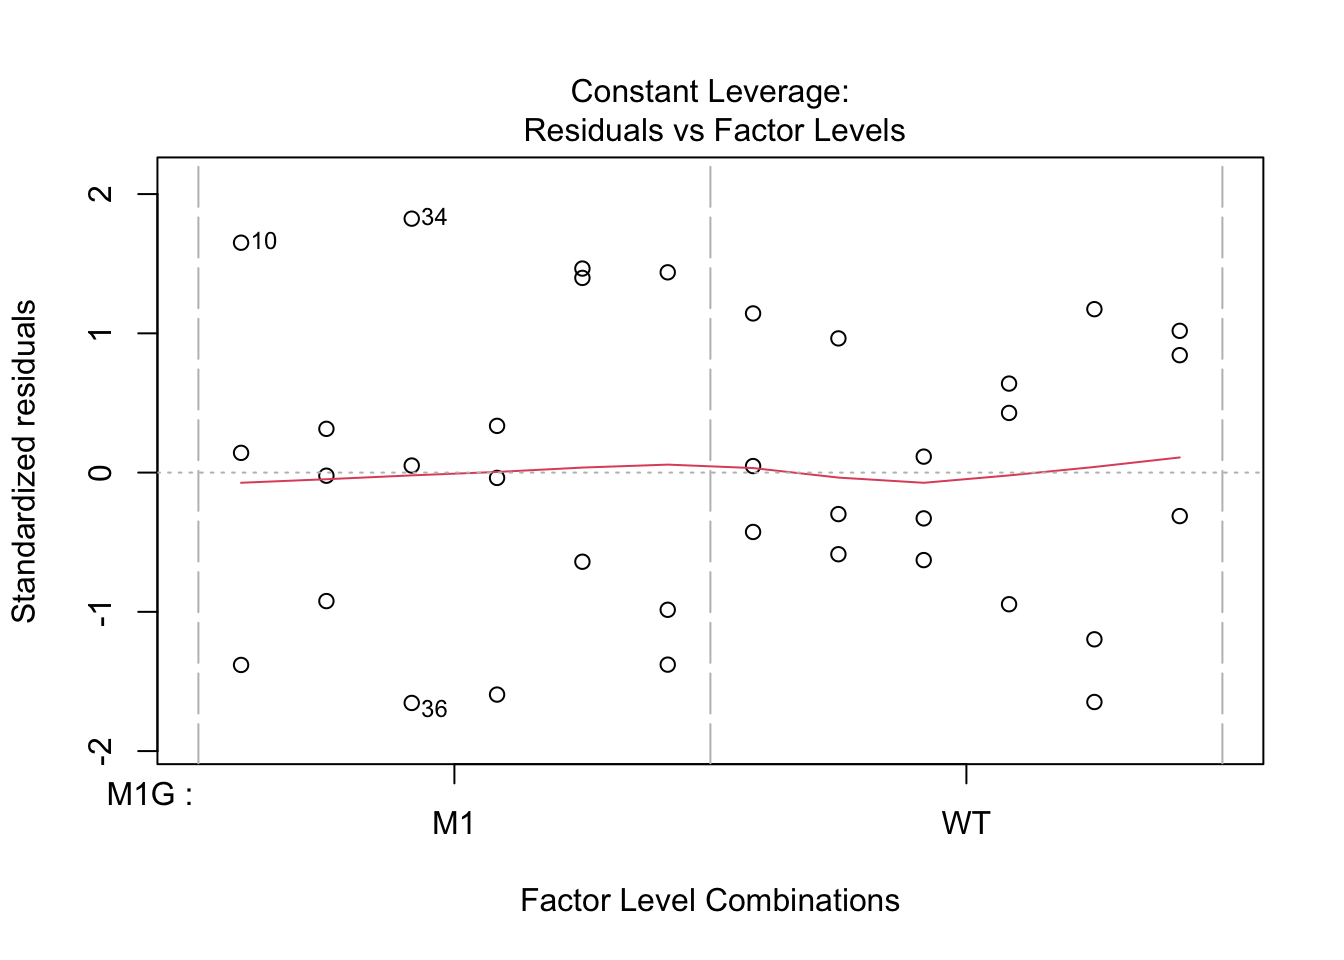 Constant Leverage:
Residuals vs Factor Levels
Standardized residuals
2
1
0
-1
-2
10
34
36
M1G :
M1
WT
Factor Level Combinations